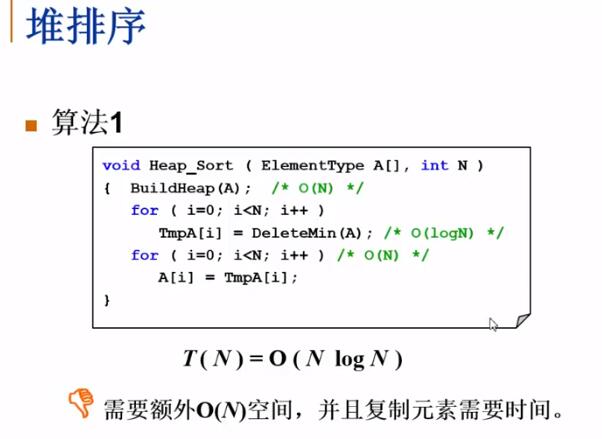 堆排序
算法1
void Heap_Sort ( ElementType A[], int N )
{ BuildHeap(A); /* O(N) */
for ( i=0; i<N; i++ )
TmpA[i] = DeleteMin(A); /* O(logN) */
for ( i=0; i<N; i++ ) /* O(N) */
A[i] = TmpA[i];
}
T ( N ) = O ( N log N )
需要额外O(N)空间，并且复制元素需要时间。